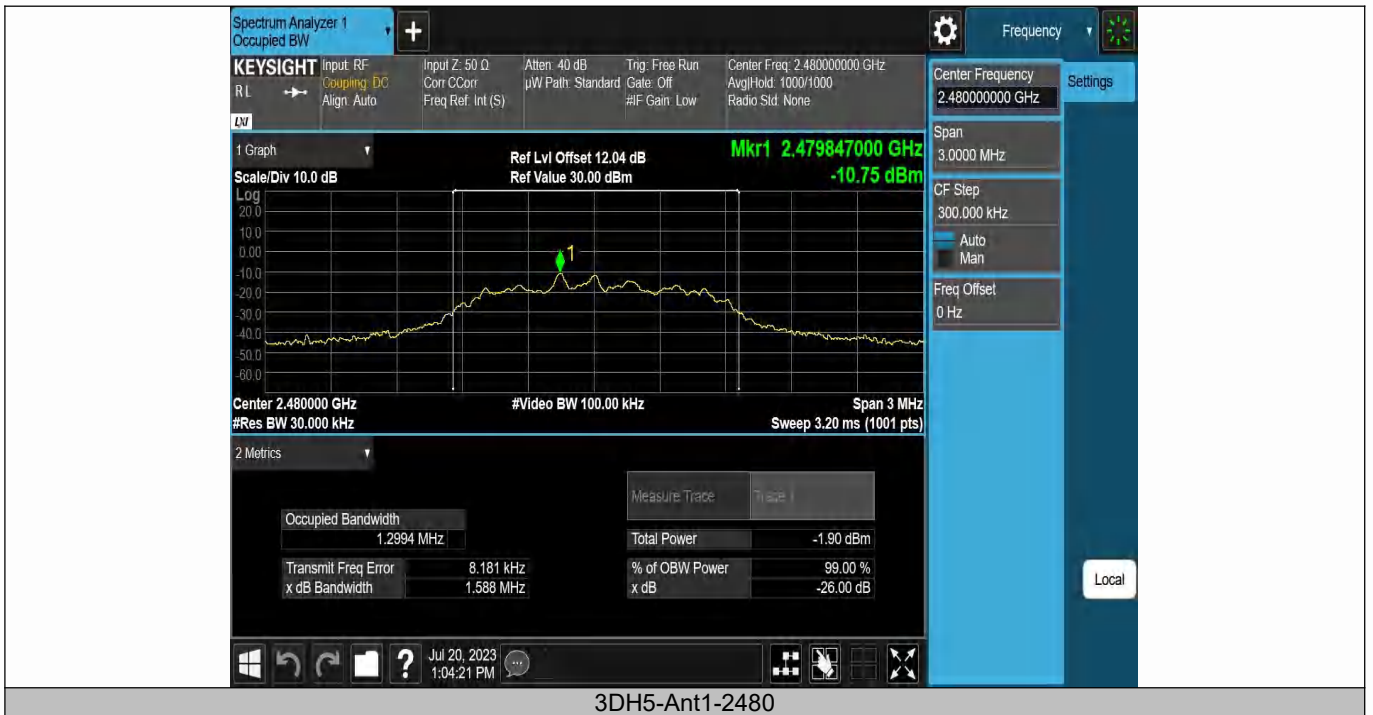 Spectrum Analyzer 1
Occupied BW
+
Frequency
KEYSIGHT
Input: RF
Coupling: DC
Align: Auto
Input Z: 50 Ω
Corr CCorr
Freq Ref: Int (S)
Atten: 40 dB
µW Path: Standard
Trig: Free Run
Gate: Off
#IF Gain: Low
Center Freq: 2.480000000 GHz
Avg|Hold: 1000/1000
Radio Std: None
R L
LXI
Center Frequency
2.480000000 GHz
Settings
Span
3.0000 MHz
CF Step
300.000 kHz
Auto
Man
Freq Offset
0 Hz
Local
1 Graph
Scale/Div 10.0 dB
Ref Lvl Offset 12.04 dB
Ref Value 30.00 dBm
Mkr1 2.479847000 GHz
-10.75 dBm
Log
20.0
10.0
0.00
-10.0
-20.0
-30.0
-40.0
-50.0
-60.0
1
Center 2.480000 GHz
#Res BW 30.000 kHz
#Video BW 100.00 kHz
Span 3 MHz
Sweep 3.20 ms (1001 pts)
2 Metrics
Measure Trace
Trace 1
Occupied Bandwidth
1.2994 MHz
Total Power
-1.90 dBm
Transmit Freq Error
8.181 kHz
% of OBW Power
99.00 %
x dB Bandwidth
1.588 MHz
x dB
-26.00 dB
?
Jul 20, 2023
1:04:21 PM
3DH5-Ant1-2480